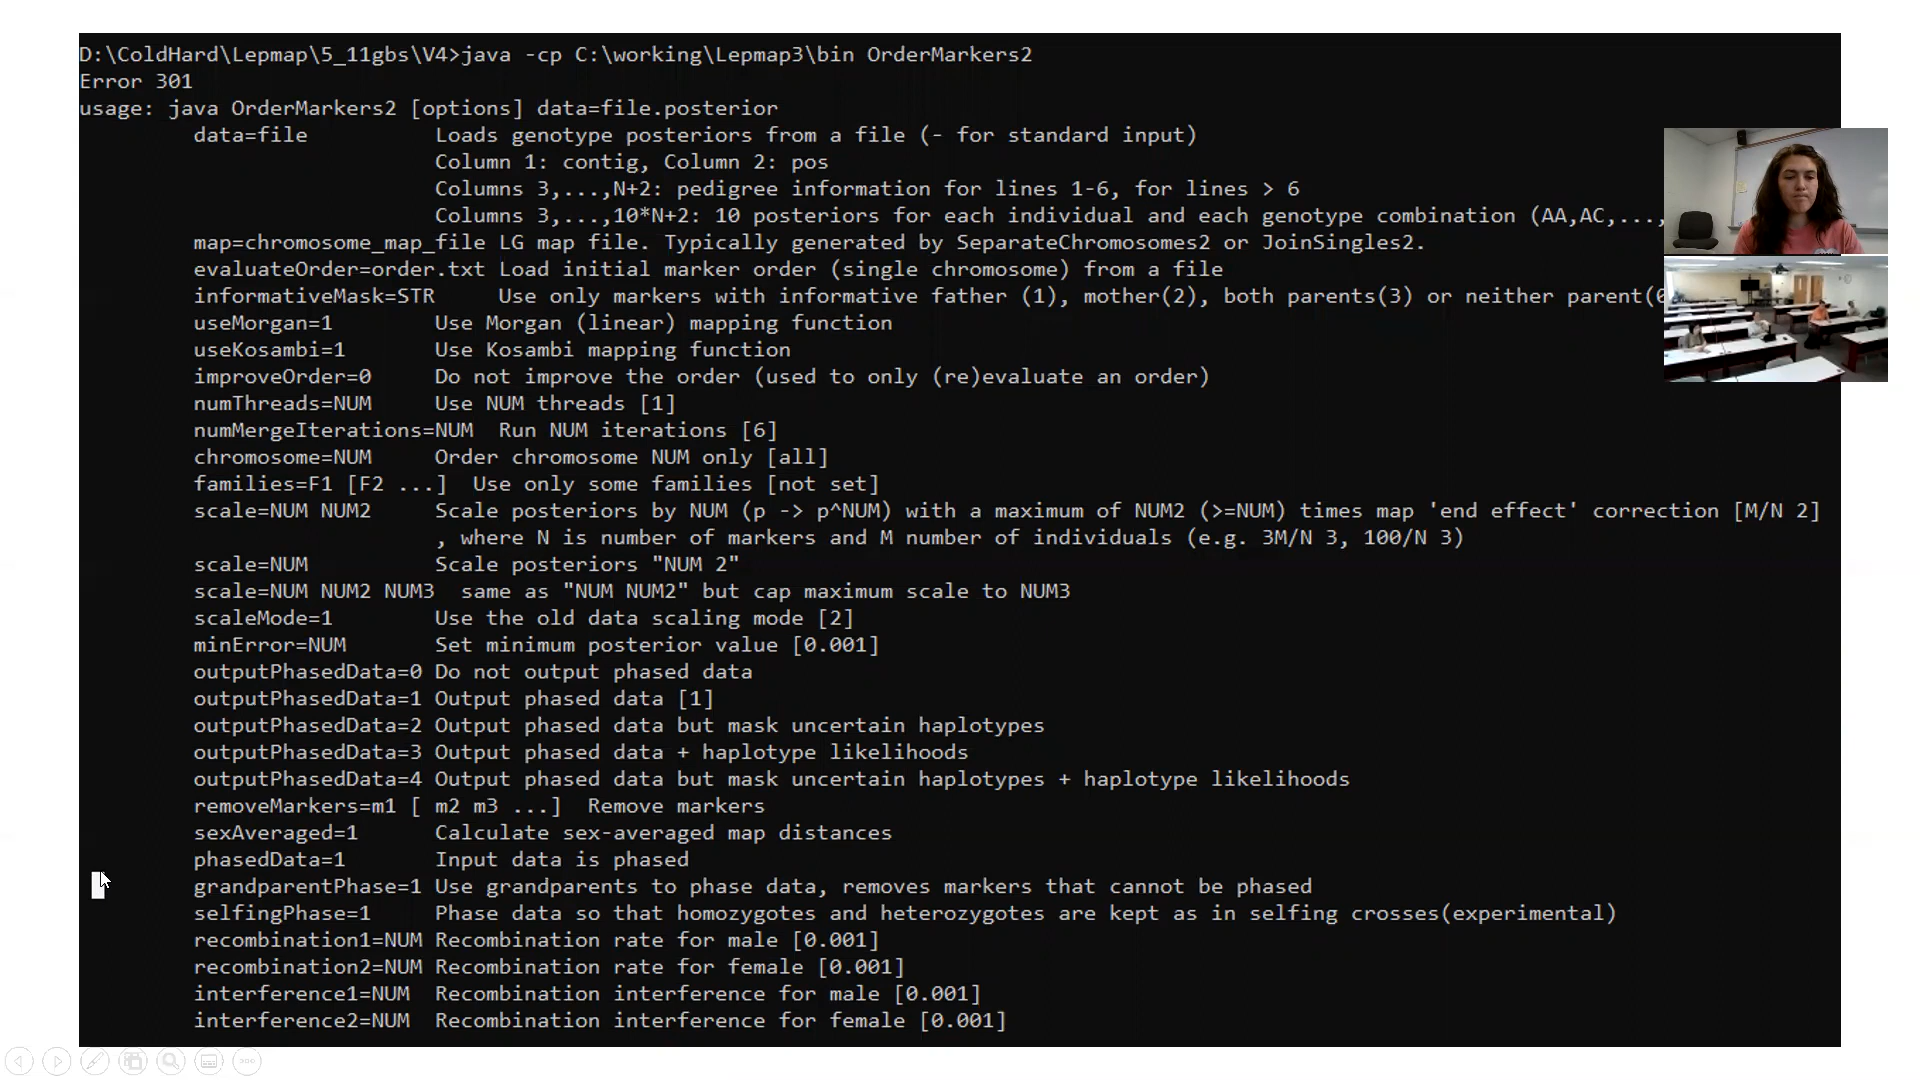 D:\ColdHard\Lepmap\5_11gbs\V4>java -cp C:\working\Lepmap3\bin OrderMarkers2
Error 301
usage: java OrderMarkers2 [options] data=file.posterior
data=file Loads genotype posteriors from a file (- for standard input)
Column 1: contig, Column 2: pos
Columns 3,...,N+2: pedigree information for lines 1-6, for lines > 6
Columns 3,...,10*N+2: 10 posteriors for each individual and each genotype combination (AA,AC,...,
map=chromosome_map_file LG map file. Typically generated by SeparateChromosomes2 or JoinSingles2.
evaluateOrder=order.txt Load initial marker order (single chromosome) from a file
informativeMask=STR Use only markers with informative father (1), mother(2), both parents(3) or neither parent(0
useMorgan=1 Use Morgan (linear) mapping function
useKosambi=1 Use Kosambi mapping function
improveOrder=0 Do not improve the order (used to only (re)evaluate an order)
numThreads=NUM Use NUM threads [1]
numMergeIterations=NUM Run NUM iterations [6]
chromosome=NUM Order chromosome NUM only [all]
families=F1 [F2 ...] Use only some families [not set]
scale=NUM NUM2 Scale posteriors by NUM (p -> p^NUM) with a maximum of NUM2 (>=NUM) times map 'end effect' correction [M/N 2]
, where N is number of markers and M number of individuals (e.g. 3M/N 3, 100/N 3)
scale=NUM Scale posteriors "NUM 2"
scale=NUM NUM2 NUM3 same as "NUM NUM2" but cap maximum scale to NUM3
scaleMode=1 Use the old data scaling mode [2]
minError=NUM Set minimum posterior value [0.001]
outputPhasedData=0 Do not output phased data
outputPhasedData=1 Output phased data [1]
outputPhasedData=2 Output phased data but mask uncertain haplotypes
outputPhasedData=3 Output phased data + haplotype likelihoods
outputPhasedData=4 Output phased data but mask uncertain haplotypes + haplotype likelihoods
removeMarkers=m1 [ m2 m3 ...] Remove markers
sexAveraged=1 Calculate sex-averaged map distances
phasedData=1 Input data is phased
grandparentPhase=1 Use grandparents to phase data, removes markers that cannot be phased
selfingPhase=1 Phase data so that homozygotes and heterozygotes are kept as in selfing crosses(experimental)
recombination1=NUM Recombination rate for male [0.001]
recombination2=NUM Recombination rate for female [0.001]
interference1=NUM Recombination interference for male [0.001]
interference2=NUM Recombination interference for female [0.001]